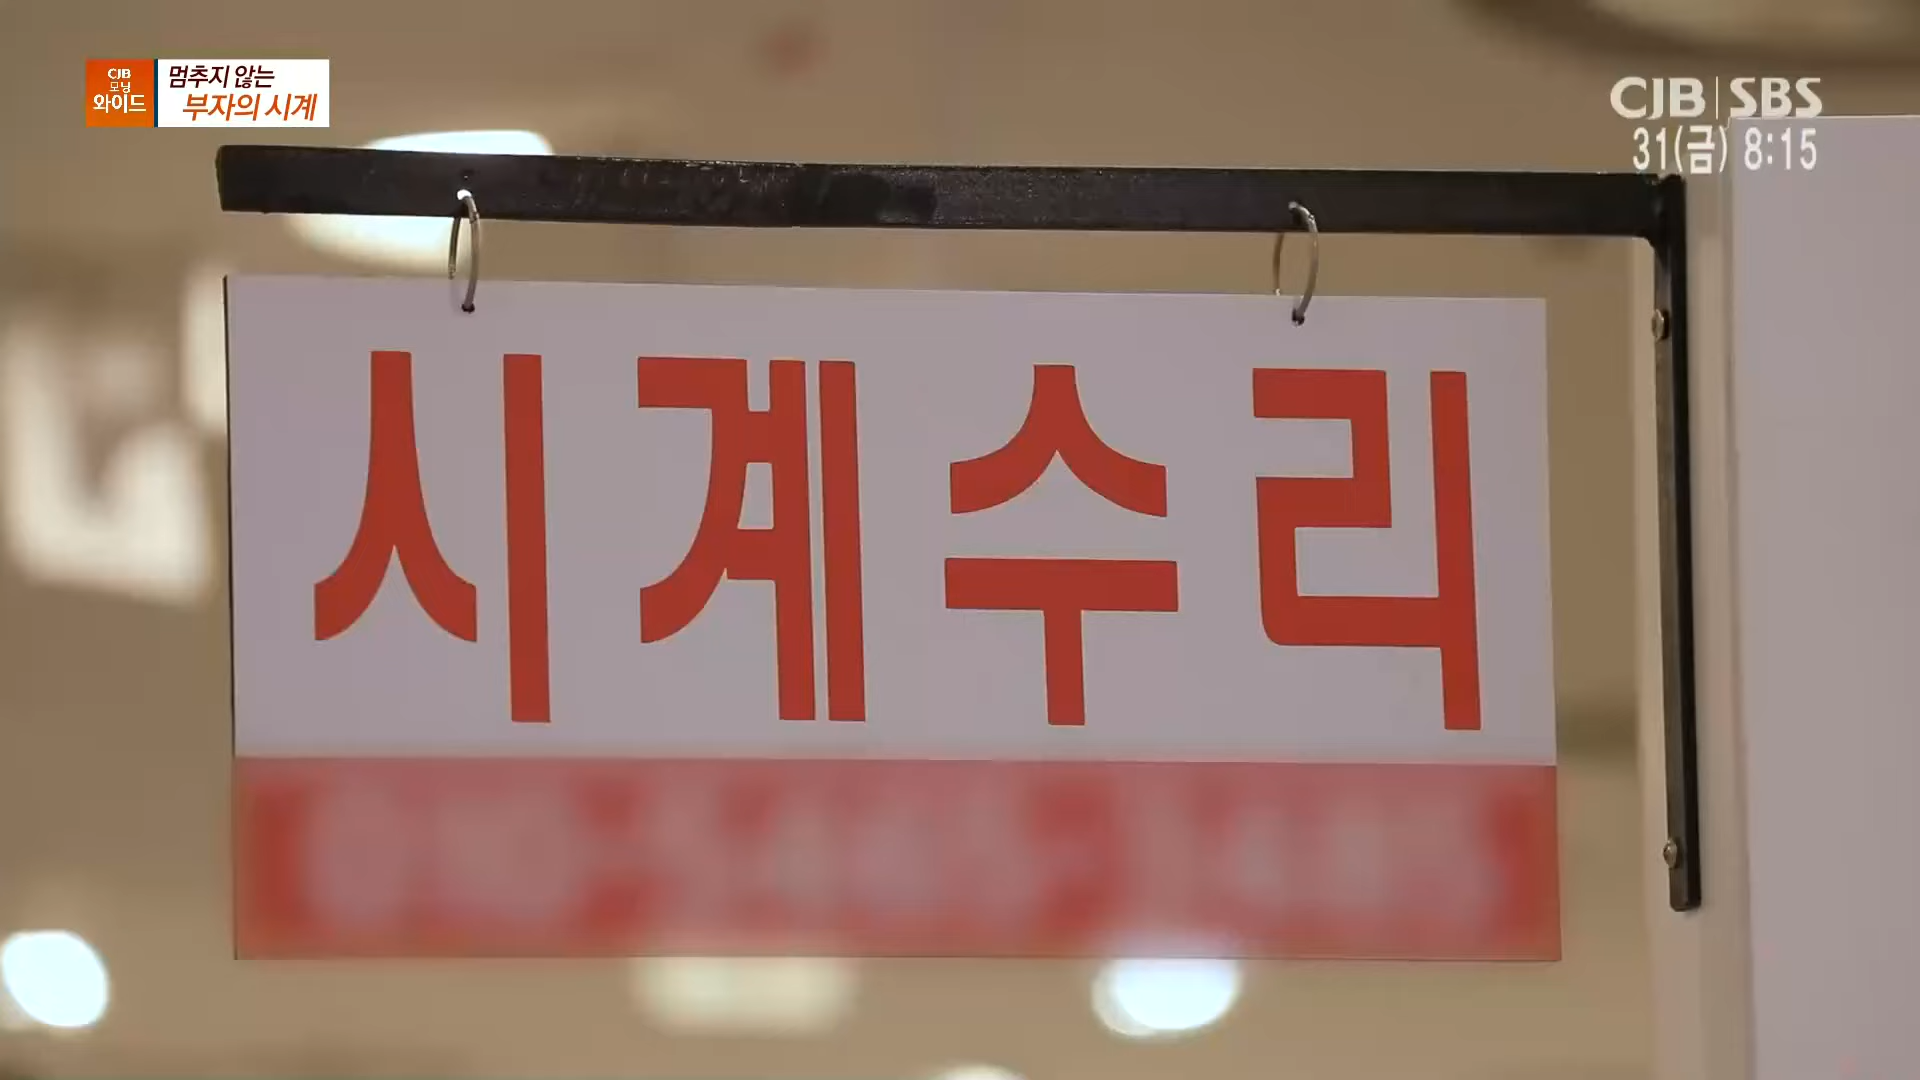 CJB
모닝
와이드
멈추지 않는
부자의 시계
CJB SBS
31(금) 8:15
시계수리